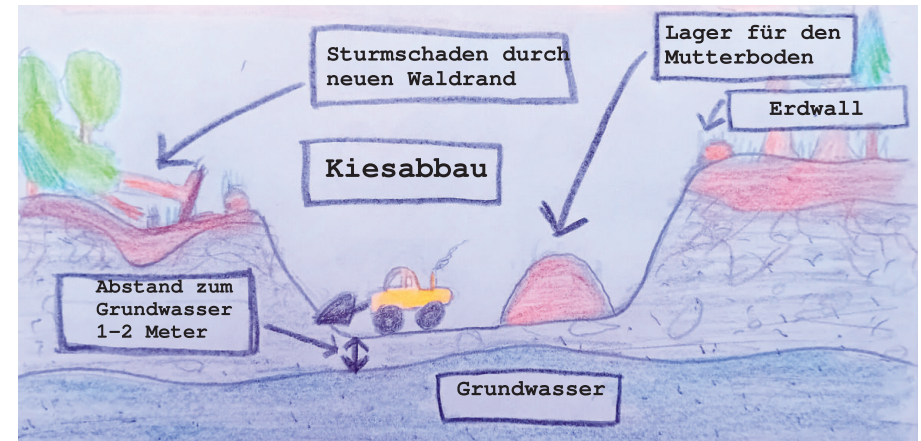 Sturmschaden durch
neuen Waldrand
Lager für den
Mutterboden
Erdwall
Kiesabbau
Abstand zum
Grundwasser
1-2 Meter
Grundwasser